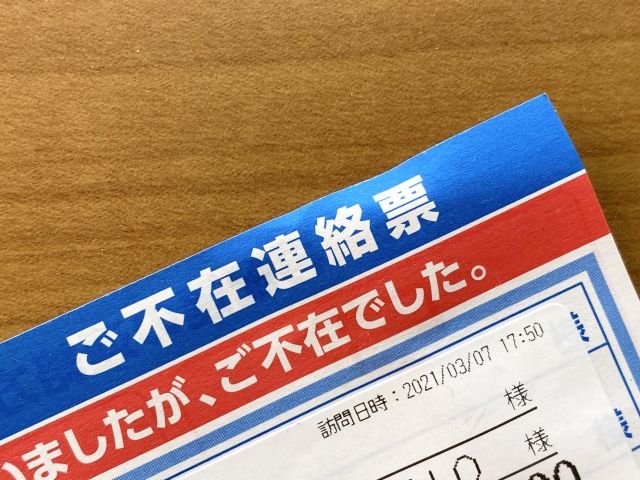 ご不在連絡票
いましたが、ご不在でした。
訪問日時：2021/03/07 17:50
様
様